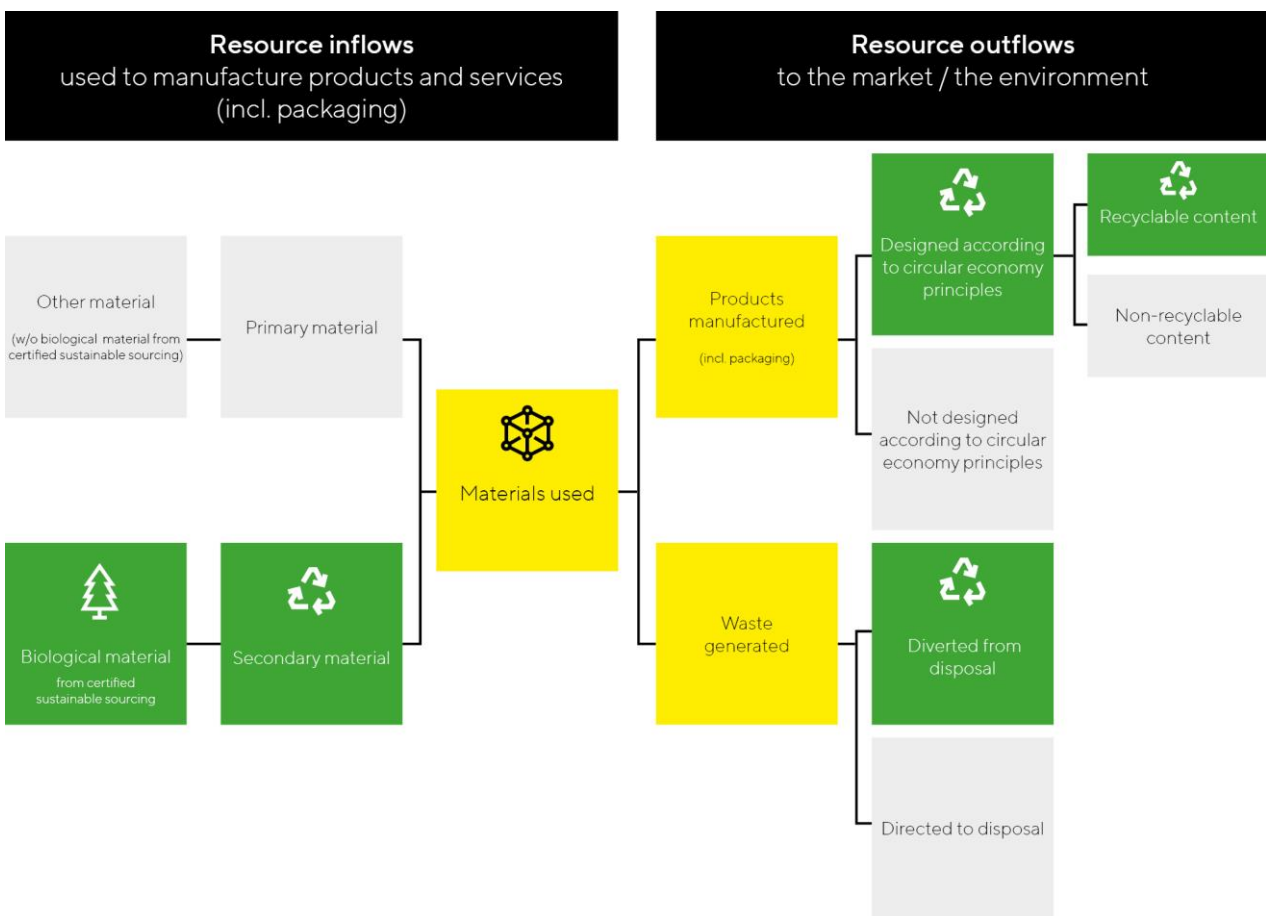 Resource inflows
used to manufacture products and services
(incl. packaging)
Resource outflows
to the market / the environment
Other material
(w/o biological material from
certified sustainable sourcing)
Primary material
Biological material
from certified
sustainable sourcing
Secondary material
Materials used
Products
manufactured
(incl. packaging)
Waste
generated
Designed according
to circular economy
principles
Not designed
according to circular
economy principles
Recyclable content
Non-recyclable
content
Diverted from
disposal
Directed to disposal